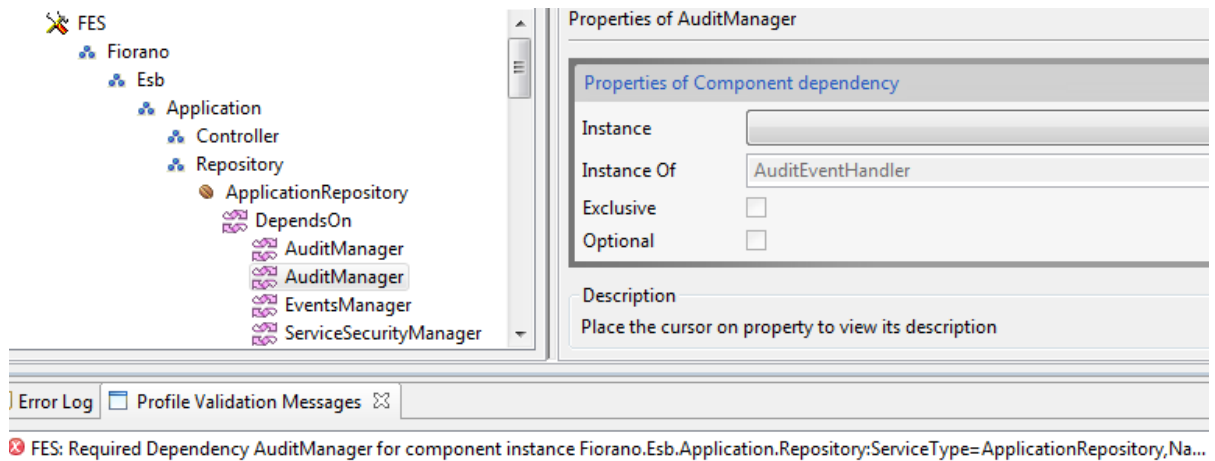 FES
Fiorano
Esb
Application
Controller
Repository
ApplicationRepository
DependsOn
AuditManager
AuditManager
EventsManager
ServiceSecurityManager
Properties of AuditManager
Properties of Component dependency
Instance
Instance Of AuditEventHandler
Exclusive
Optional
Description
Place the cursor on property to view its description
Error Log Profile Validation Messages
FES: Required Dependency AuditManager for component instance Fiorano.Esb.Application.Repository:ServiceType=ApplicationRepository,Na...